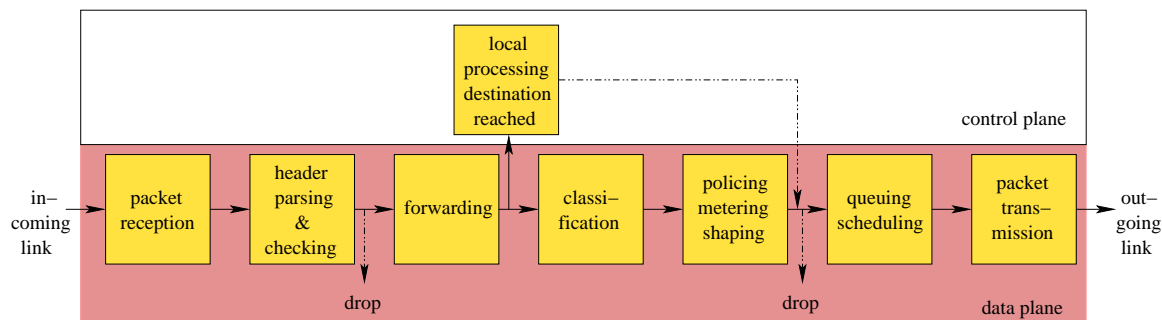 local
processing
destination
reached
control plane
in–
coming
link
packet
reception
header
parsing
&
checking
forwarding
classi–
fication
policing
metering
shaping
queuing
scheduling
packet
trans–
mission
out–
going
link
drop
drop
data plane